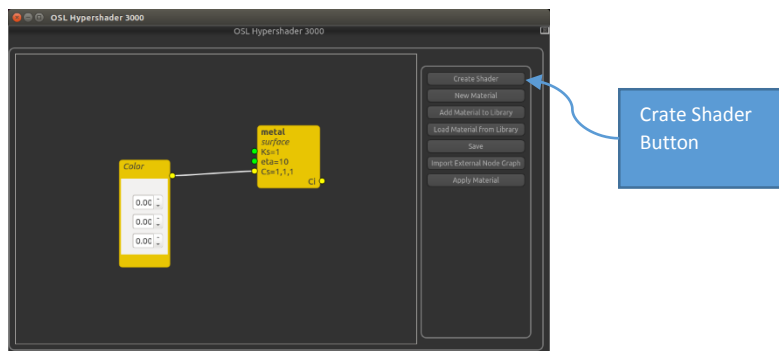 OSL Hypershader 3000
OSL Hypershader 3000
Create Shader
New Material
Add Material to Library
Load Material from Library
Save
Import External Node Graph
Apply Material
metal
surface
Ks=1
eta=10
Cs=1,1,1
Ci
Color
0.00
0.00
0.00
Crate Shader
Button